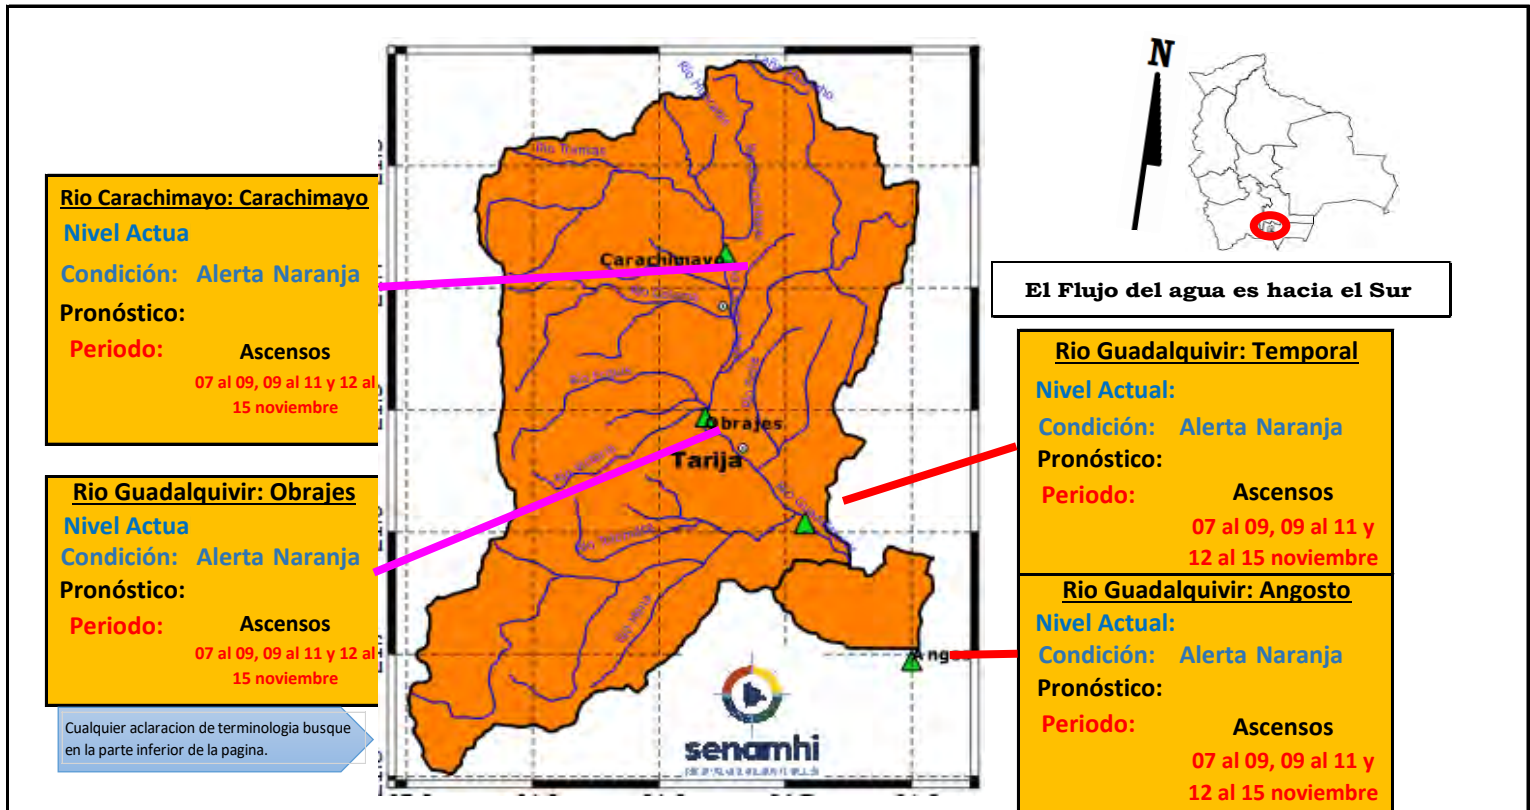 Rio Carachimayo: Carachimayo
Nivel Actua
Condición: Alerta Naranja
Pronóstico:
Periodo: Ascensos
07 al 09, 09 al 11 y 12 al
15 noviembre
Rio Guadalquivir: Obrajes
Nivel Actua
Condición: Alerta Naranja
Pronóstico:
Periodo: Ascensos
07 al 09, 09 al 11 y 12 al
15 noviembre
Cualquier aclaracion de terminologia busque
en la parte inferior de la pagina.
Carachimayo
Obrajes
Tarija
senamhi
N
El Flujo del agua es hacia el Sur
Rio Guadalquivir: Temporal
Nivel Actual:
Condición: Alerta Naranja
Pronóstico:
Periodo: Ascensos
07 al 09, 09 al 11 y
12 al 15 noviembre
Rio Guadalquivir: Angosto
Nivel Actual:
Condición: Alerta Naranja
Pronóstico:
Periodo: Ascensos
07 al 09, 09 al 11 y
12 al 15 noviembre